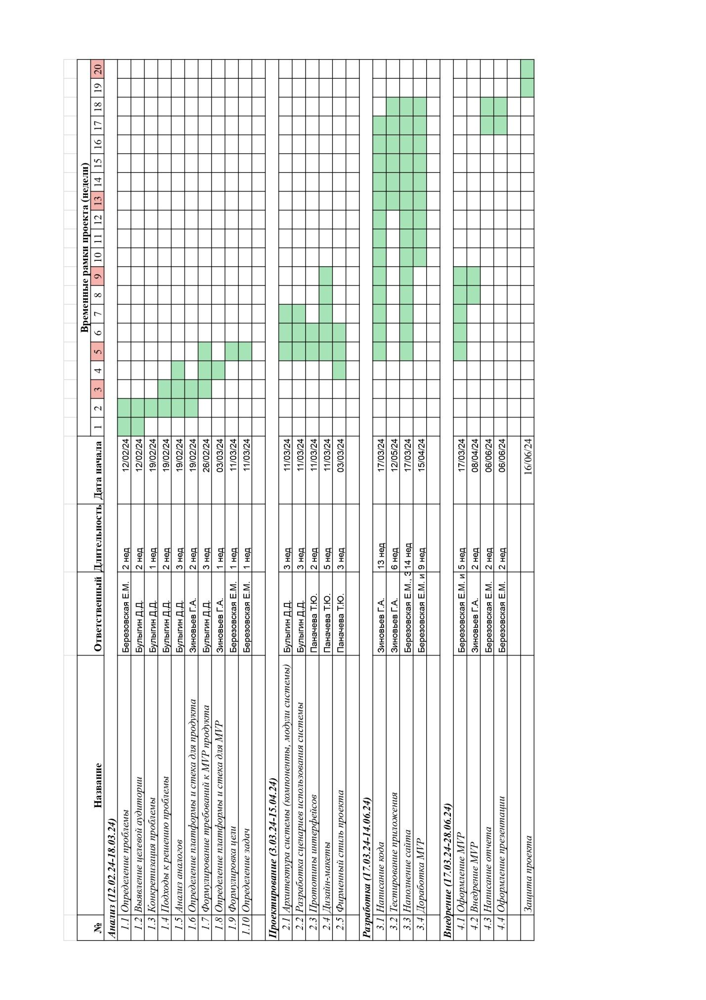 № Название Ответственный Длительность Дата начала Временные рамки проекта (недели)
1 2 3 4 5 6 7 8 9 10 11 12 13 14 15 16 17 18 19 20
Анализ (12.02.24-18.03.24)
1.1 Определение проблемы Березовская Е.М. 2 нед 12/02/24
1.2 Выявление целевой аудитории Булыгин Д.Д. 2 нед 12/02/24
1.3 Конкретизация проблемы Булыгин Д.Д. 1 нед 19/02/24
1.4 Подходы к решению проблемы Булыгин Д.Д. 2 нед 19/02/24
1.5 Анализ аналогов Булыгин Д.Д. 3 нед 19/02/24
1.6 Определение платформы и стека для продукта Зиновьев Г.А. 2 нед 19/02/24
1.7 Формулирование требований к MVP продукта Булыгин Д.Д. 3 нед 26/02/24
1.8 Определение платформы и стека для MVP Зиновьев Г.А. 1 нед 03/03/24
1.9 Формулировка цели Березовская Е.М. 1 нед 11/03/24
1.10 Определение задач Березовская Е.М. 1 нед 11/03/24
Проектирование (3.03.24-15.04.24)
2.1 Архитектура системы (компоненты, модули системы) Булыгин Д.Д. 3 нед 11/03/24
2.2 Разработка сценариев использования системы Булыгин Д.Д. 3 нед 11/03/24
2.3 Прототипы интерфейсов Паначева Т.Ю. 2 нед 11/03/24
2.4 Дизайн-макеты Паначева Т.Ю. 5 нед 11/03/24
2.5 Фирменный стиль проекта Паначева Т.Ю. 3 нед 03/03/24
Разработка (17.03.24-14.06.24)
3.1 Написание кода Зиновьев Г.А. 13 нед 17/03/24
3.2 Тестирование приложения Зиновьев Г.А. 6 нед 12/05/24
3.3 Наполнение сайта Березовская Е.М., З 14 нед 17/03/24
3.4 Доработка MVP Березовская Е.М. и 9 нед 15/04/24
Внедрение (17.03.24-28.06.24)
4.1 Оформление MVP Березовская Е.М. и 5 нед 17/03/24
4.2 Внедрение MVP Зиновьев Г.А. 2 нед 08/04/24
4.3 Написание отчета Березовская Е.М. 2 нед 06/06/24
4.4 Оформление презентации Березовская Е.М. 2 нед 06/06/24
Защита проекта 16/06/24